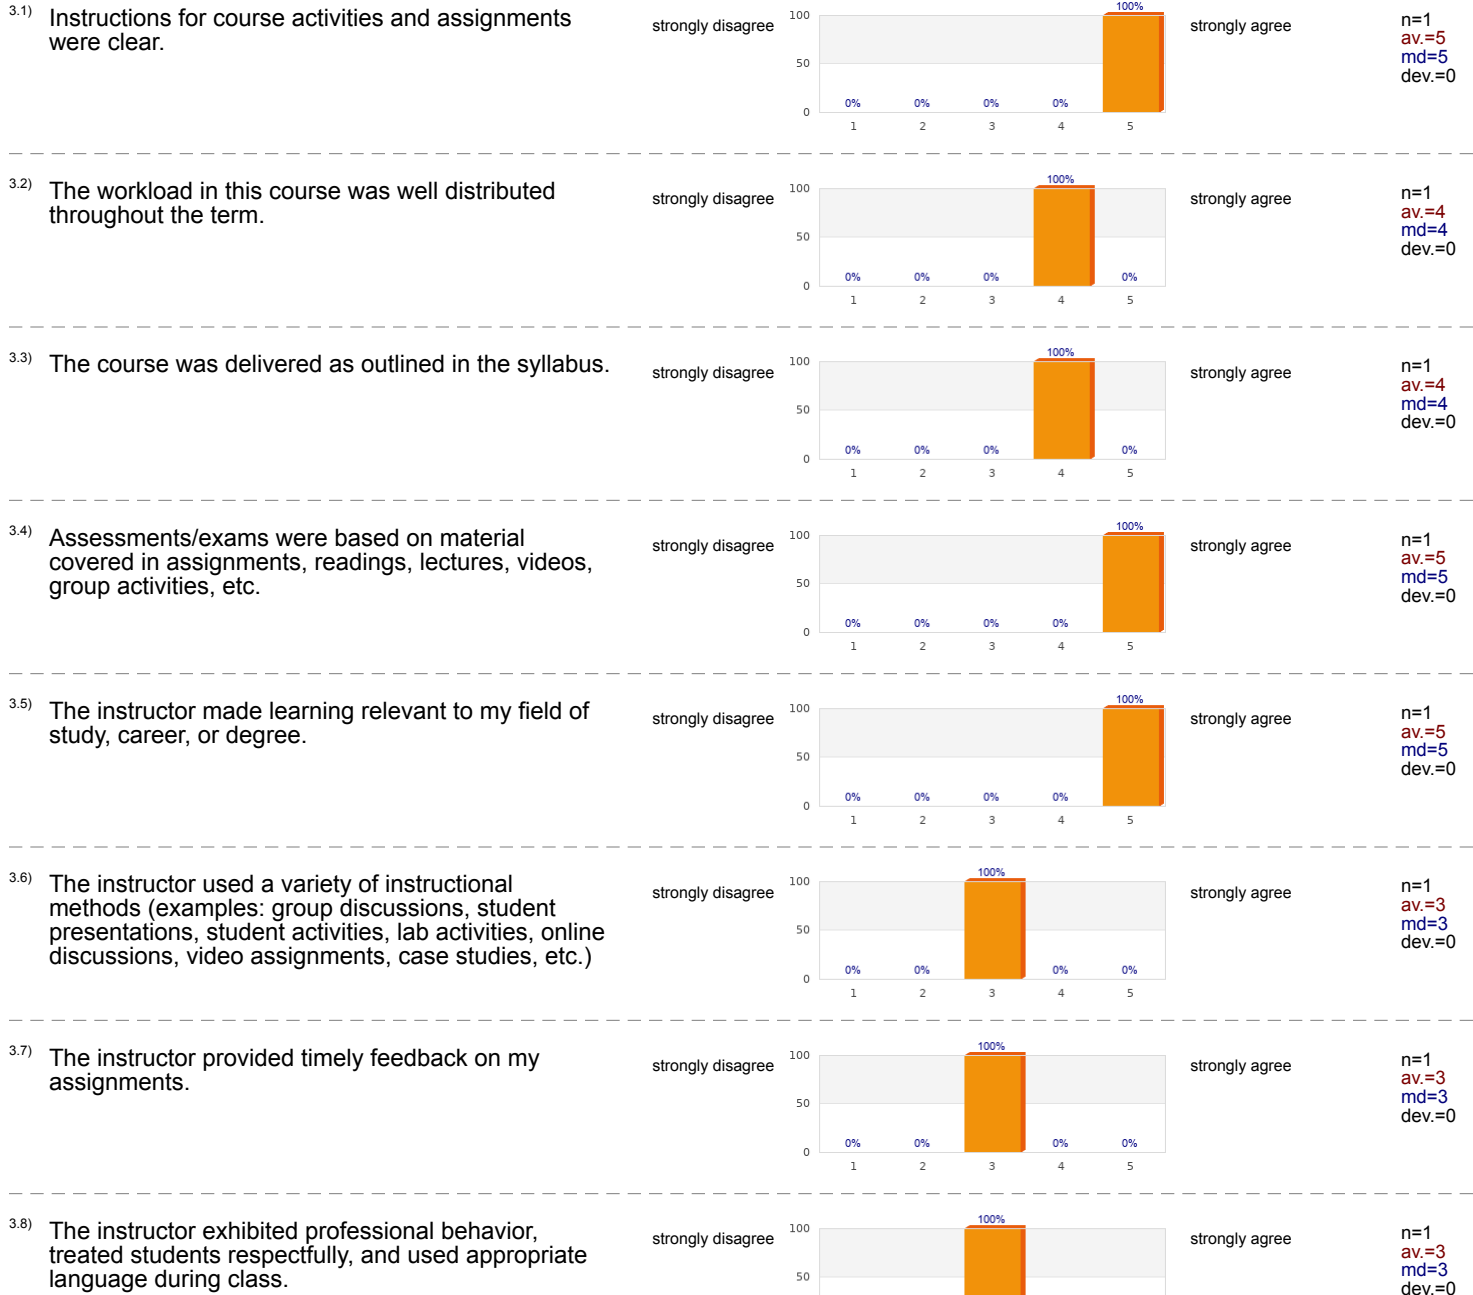 3.1) Instructions for course activities and assignments
were clear.
strongly disagree
100
50
0
0% 0% 0% 0% 100%
1 2 3 4 5
strongly agree
n=1
av.=5
md=5
dev.=0
3.2) The workload in this course was well distributed
throughout the term.
strongly disagree
100
50
0
0% 0% 0% 100% 0%
1 2 3 4 5
strongly agree
n=1
av.=4
md=4
dev.=0
3.3) The course was delivered as outlined in the syllabus.
strongly disagree
100
50
0
0% 0% 0% 100% 0%
1 2 3 4 5
strongly agree
n=1
av.=4
md=4
dev.=0
3.4) Assessments/exams were based on material
covered in assignments, readings, lectures, videos,
group activities, etc.
strongly disagree
100
50
0
0% 0% 0% 0% 100%
1 2 3 4 5
strongly agree
n=1
av.=5
md=5
dev.=0
3.5) The instructor made learning relevant to my field of
study, career, or degree.
strongly disagree
100
50
0
0% 0% 0% 0% 100%
1 2 3 4 5
strongly agree
n=1
av.=5
md=5
dev.=0
3.6) The instructor used a variety of instructional
methods (examples: group discussions, student
presentations, student activities, lab activities, online
discussions, video assignments, case studies, etc.)
strongly disagree
100
50
0
0% 0% 100% 0% 0%
1 2 3 4 5
strongly agree
n=1
av.=3
md=3
dev.=0
3.7) The instructor provided timely feedback on my
assignments.
strongly disagree
100
50
0
0% 0% 100% 0% 0%
1 2 3 4 5
strongly agree
n=1
av.=3
md=3
dev.=0
3.8) The instructor exhibited professional behavior,
treated students respectfully, and used appropriate
language during class.
strongly disagree
100
50
100%
strongly agree
n=1
av.=3
md=3
dev.=0